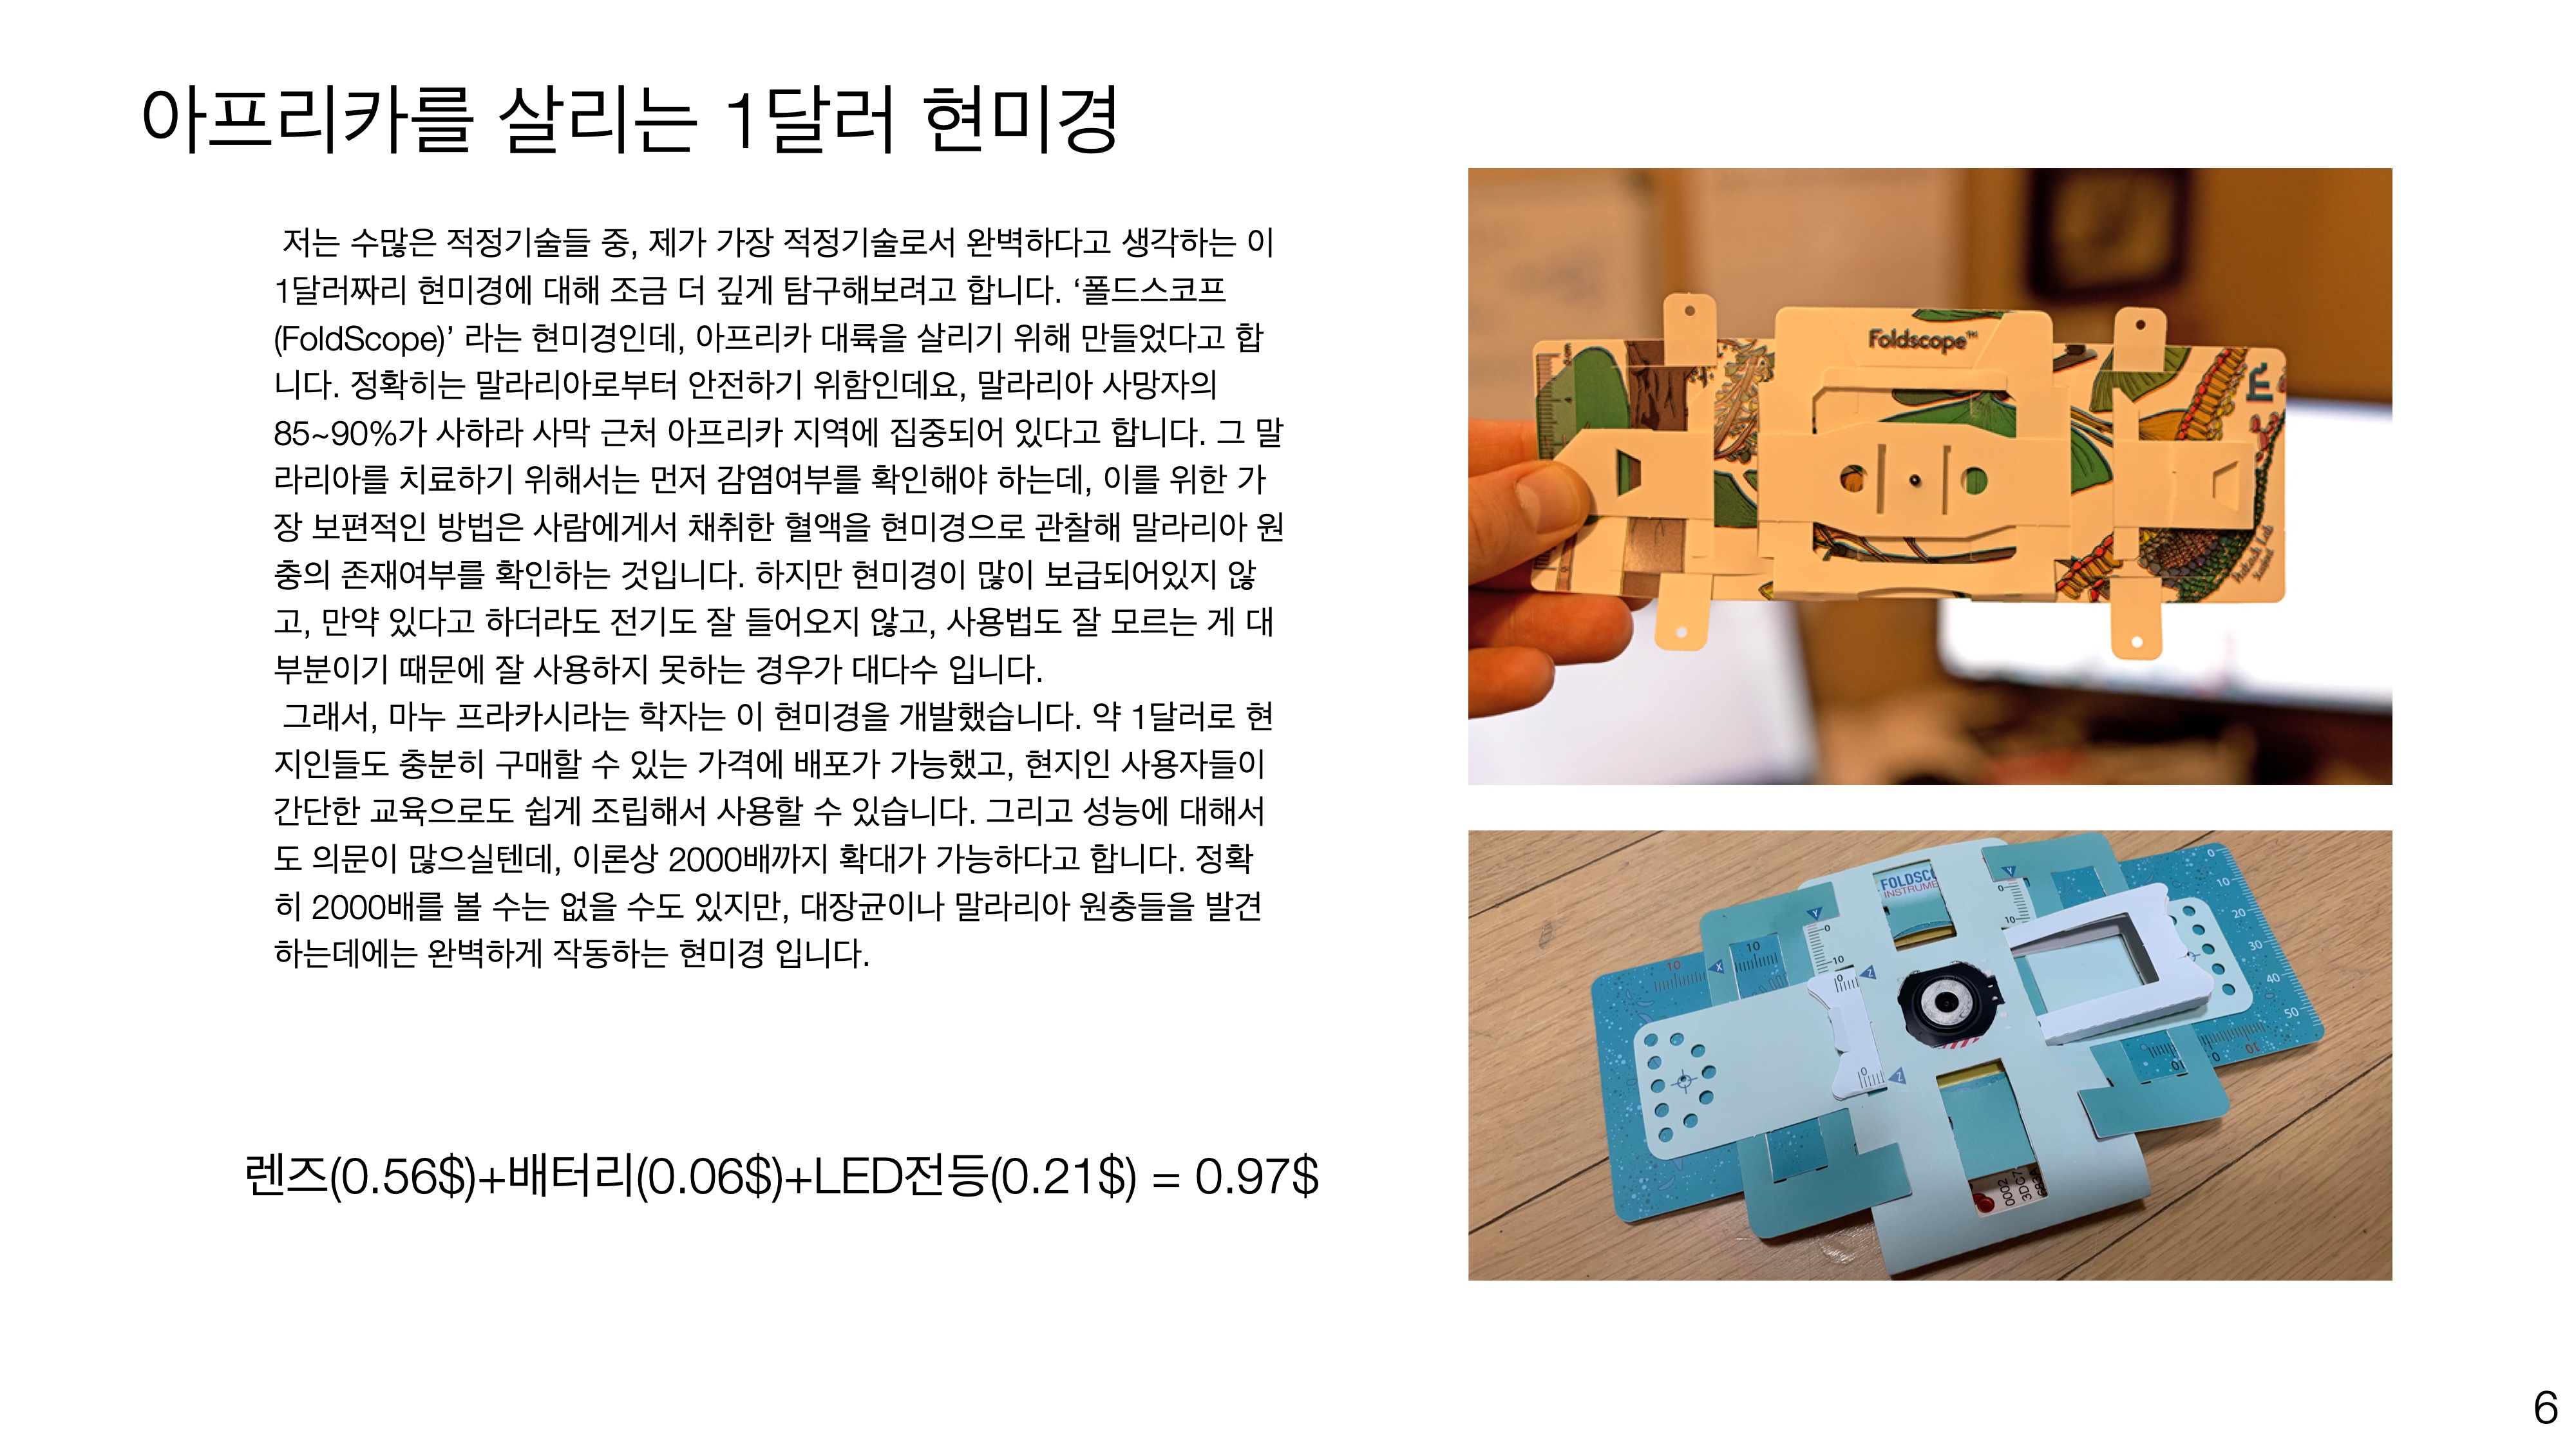 아프리카를 살리는 1달러 현미경
저는 수많은 적정기술들 중, 제가 가장 적정기술로서 완벽하다고 생각하는 이
1달러짜리 현미경에 대해 조금 더 깊게 탐구해보려고 합니다. ‘폴드스코프
(FoldScope)’ 라는 현미경인데, 아프리카 대륙을 살리기 위해 만들었다고 합
니다. 정확히는 말라리아로부터 안전하기 위함인데요, 말라리아 사망자의
85~90%가 사하라 사막 근처 아프리카 지역에 집중되어 있다고 합니다. 그 말
라리아를 치료하기 위해서는 먼저 감염여부를 확인해야 하는데, 이를 위한 가
장 보편적인 방법은 사람에게서 채취한 혈액을 현미경으로 관찰해 말라리아 원
충의 존재여부를 확인하는 것입니다. 하지만 현미경이 많이 보급되어있지 않
고, 만약 있다고 하더라도 전기도 잘 들어오지 않고, 사용법도 잘 모르는 게 대
부분이기 때문에 잘 사용하지 못하는 경우가 대다수 입니다.
그래서, 마누 프라카시라는 학자는 이 현미경을 개발했습니다. 약 1달러로 현
지인들도 충분히 구매할 수 있는 가격에 배포가 가능했고, 현지인 사용자들이
간단한 교육으로도 쉽게 조립해서 사용할 수 있습니다. 그리고 성능에 대해서
도 의문이 많으실텐데, 이론상 2000배까지 확대가 가능하다고 합니다. 정확
히 2000배를 볼 수는 없을 수도 있지만, 대장균이나 말라리아 원충들을 발견
하는데에는 완벽하게 작동하는 현미경 입니다.
렌즈(0.56$)+배터리(0.06$)+LED전등(0.21$) = 0.97$
Foldscope™
FOLDSCO
INSTRUME
Y
0
10
X
10
10
Y
0
10
Z
0
0
Z
0
10
20
30
40
50
10
0
10
0002
3DC7
6